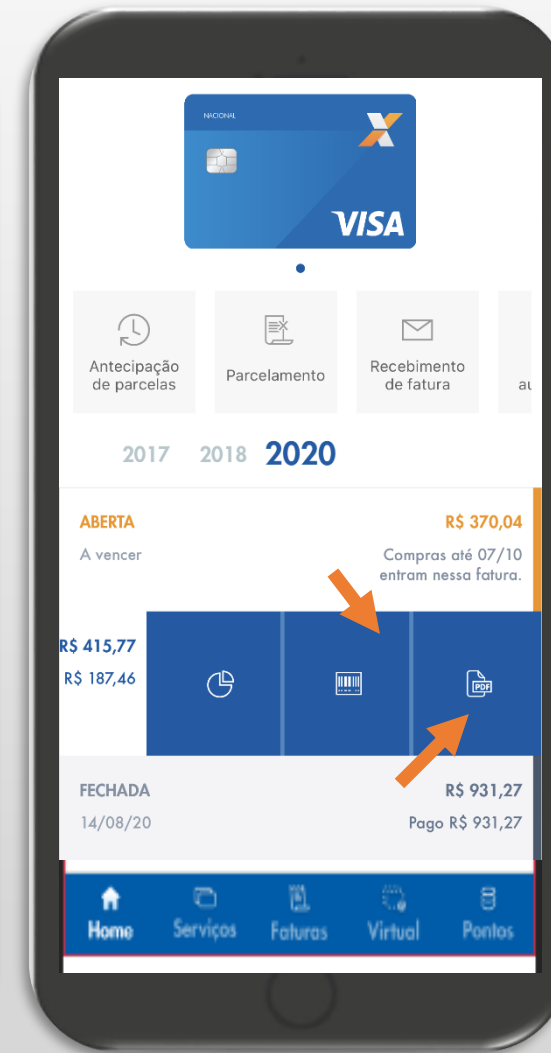 NACIONAL
VISA
Antecipação
de parcelas
Parcelamento
Recebimento
de fatura
au
2017 2018 2020
ABERTA R$ 370,04
A vencer Compras até 07/10
entram nessa fatura.
R$ 415,77
R$ 187,46
PDF
FECHADA R$ 931,27
14/08/20 Pago R$ 931,27
Home Serviços Faturas Virtual Pontos